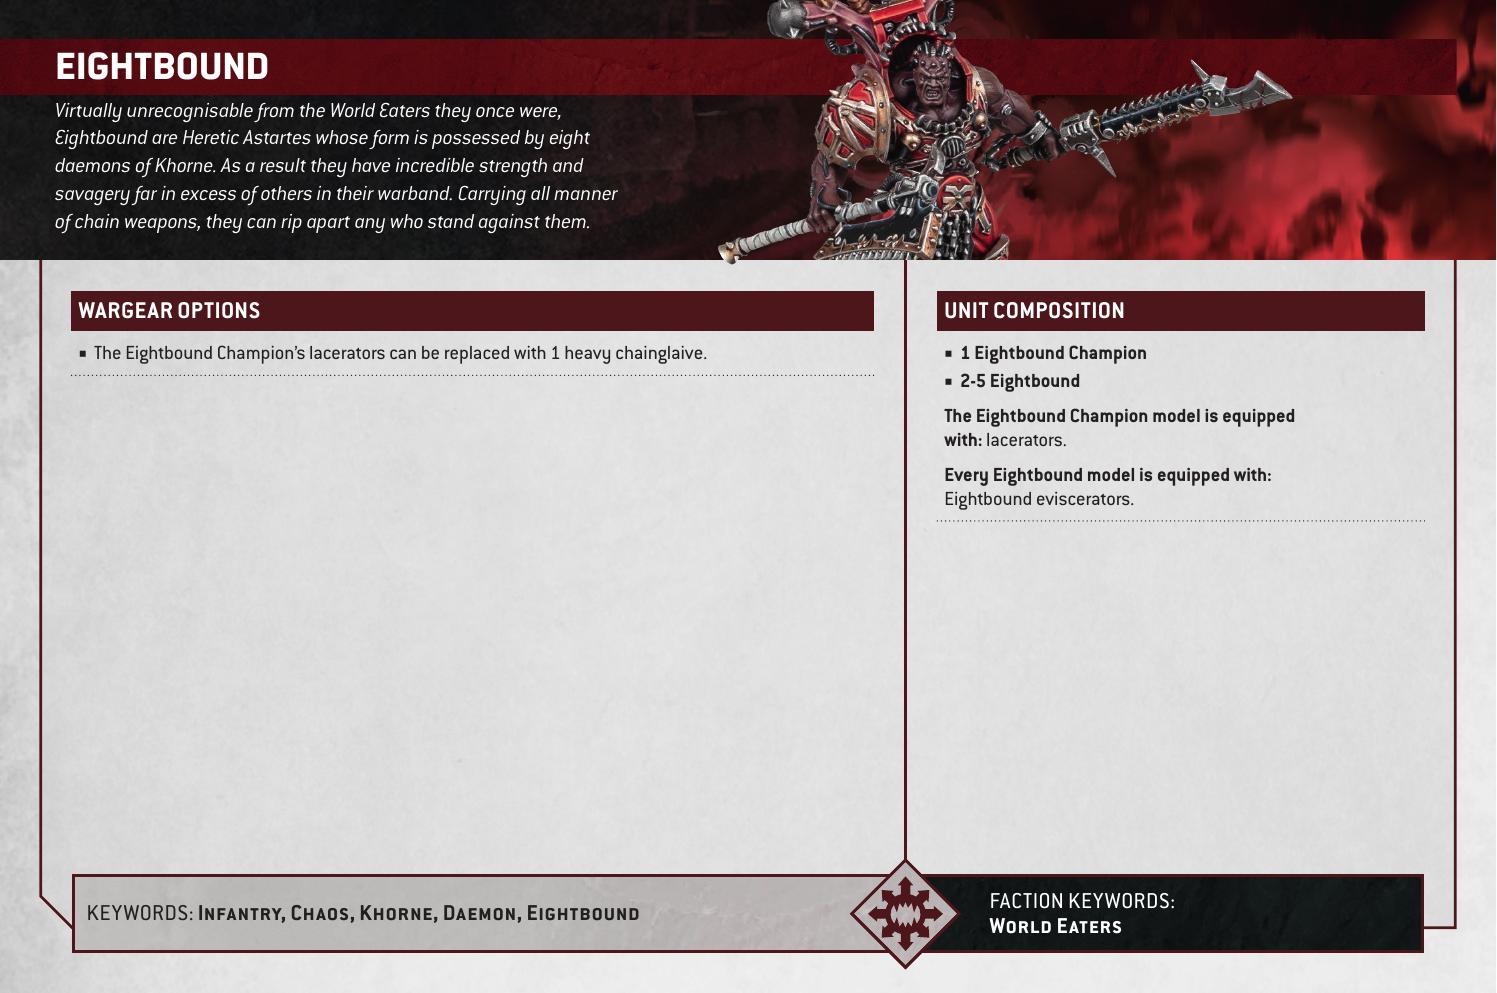 EIGHTBOUND
Virtually unrecognisable from the World Eaters they once were,
Eightbound are Heretic Astartes whose form is possessed by eight
daemons of Khorne. As a result they have incredible strength and
savagery far in excess of others in their warband. Carrying all manner
of chain weapons, they can rip apart any who stand against them.
WARGEAR OPTIONS
▪ The Eightbound Champion’s lacerators can be replaced with 1 heavy chainglaive.
UNIT COMPOSITION
▪ 1 Eightbound Champion
▪ 2-5 Eightbound
The Eightbound Champion model is equipped
with: lacerators.
Every Eightbound model is equipped with:
Eightbound eviscerators.
KEYWORDS: Infantry, Chaos, Khorne, Daemon, Eightbound
FACTION KEYWORDS:
World Eaters